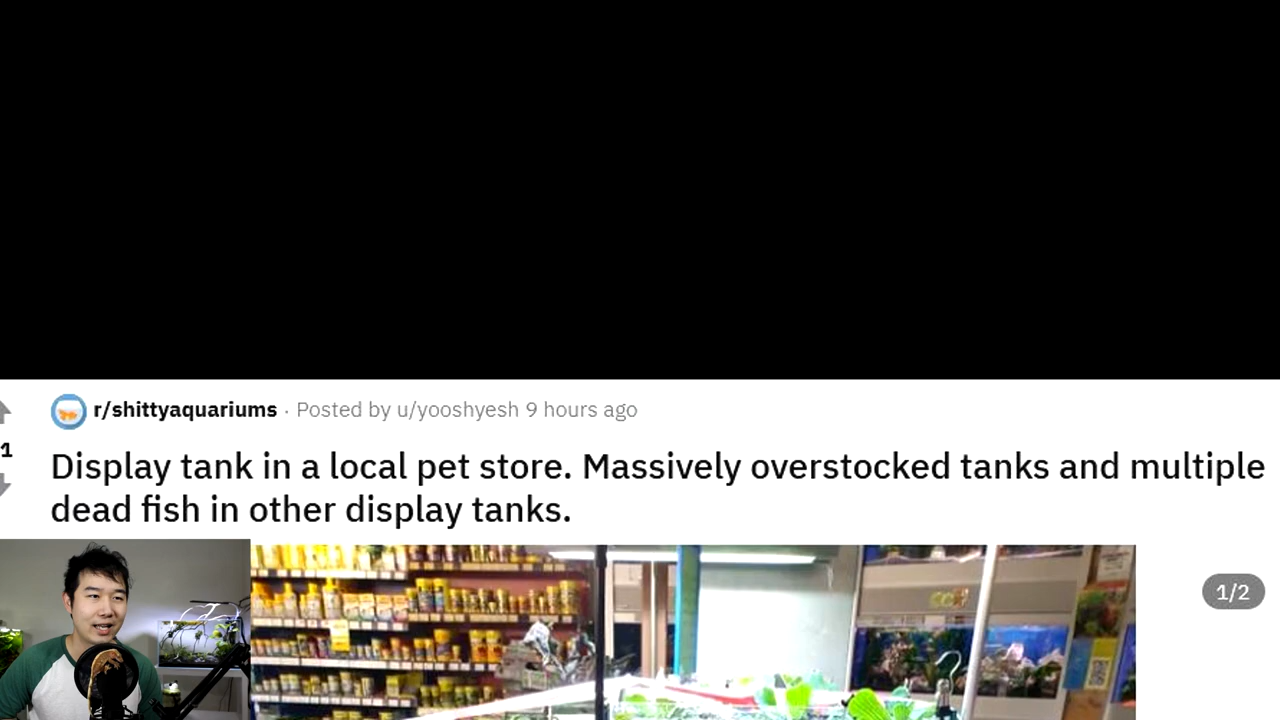 r/shittyaquariums · Posted by u/yooshyesh 9 hours ago
1
Display tank in a local pet store. Massively overstocked tanks and multiple
dead fish in other display tanks.
1/2